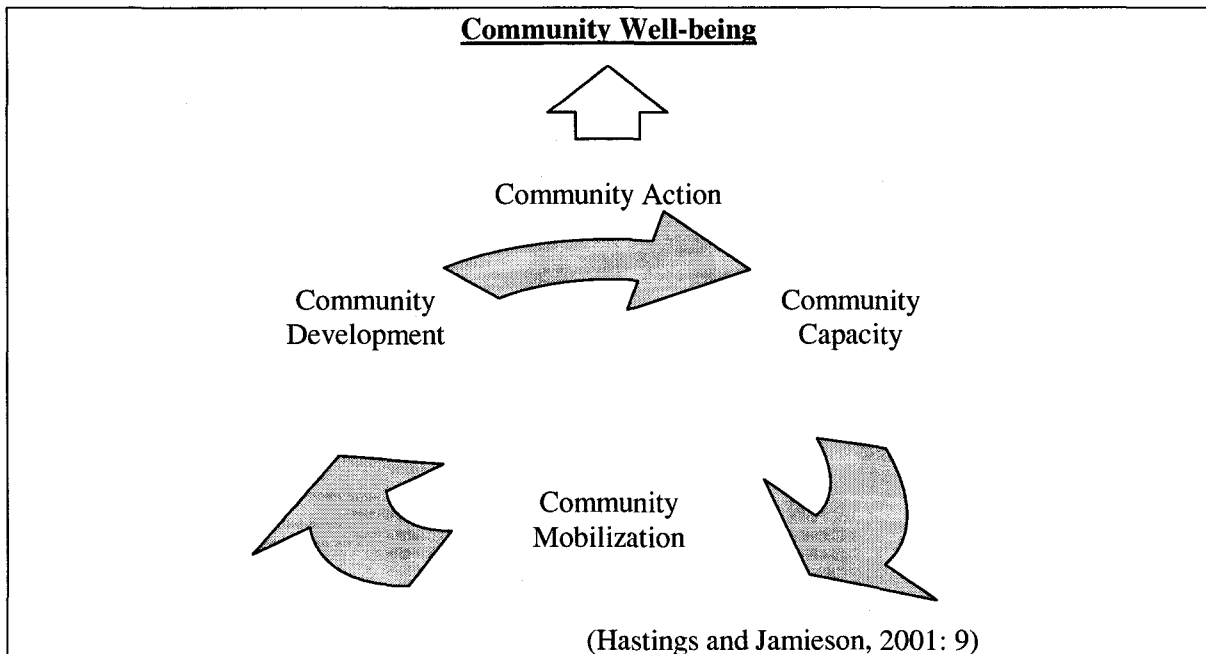 Community Well-being
Community Action
Community
Development
Community
Capacity
Community
Mobilization
(Hastings and Jamieson, 2001: 9)